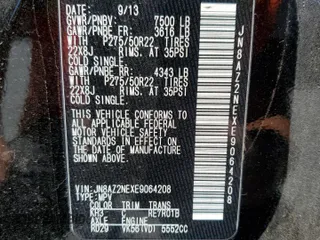 DATE: 9/13
GVWR/PNBV: 7500 LB
GAWR/PNBE FR: 3616 LB
WITH P275/50R22 TIRES
22X8J RIMS AT 35PSI
COLD SINGLE.
GAWR/PNBE RR: 4343 LB
WITH P275/50R22 TIRES
22X8J RIMS AT 35PSI
COLD SINGLE.
THIS VEHICLE CONFORMS TO
ALL APPLICABLE FEDERAL
MOTOR VEHICLE SAFETY
STANDARDS IN EFFECT ON
THE DATE OF MANUFACTURE
SHOWN ABOVE.
VIN: JN8AZ2NEXE9064208
TYPE: MPV
COLOR TRIM TRANS
KH3 C RE7R01B
RD29 VK56(VD) 5552CC
JN8AZ2NEXE9064208